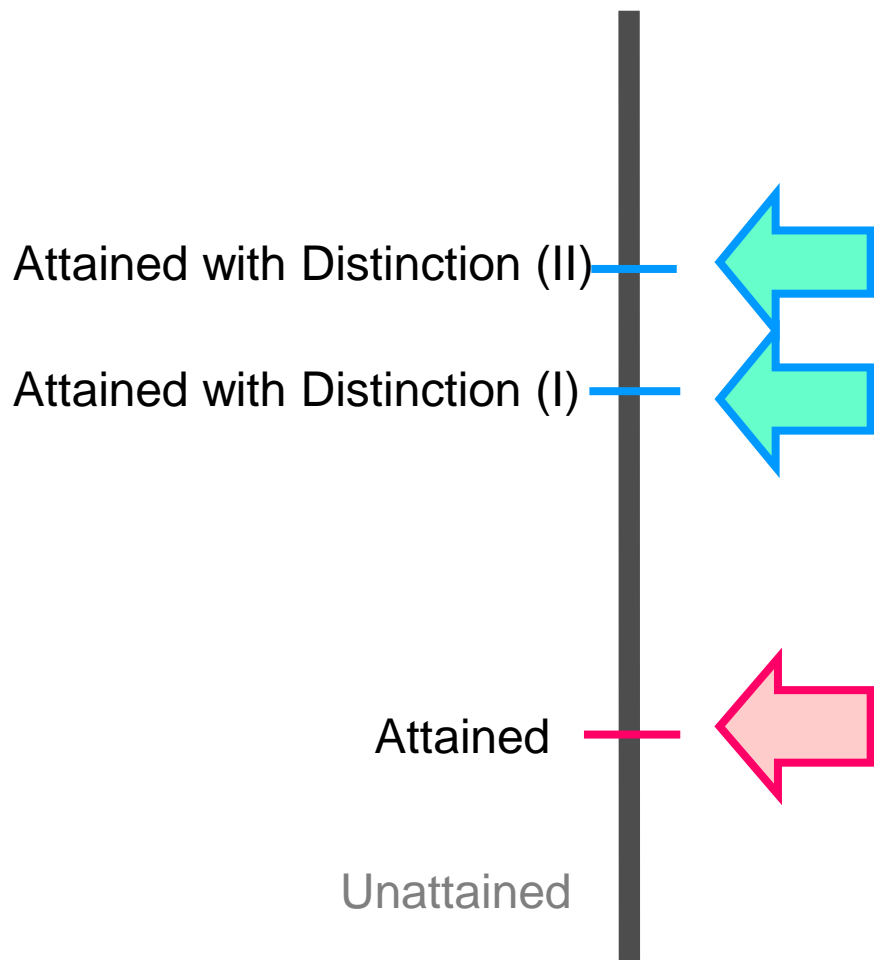 Attained with Distinction (II)
Attained with Distinction (I)
Attained
Unattained